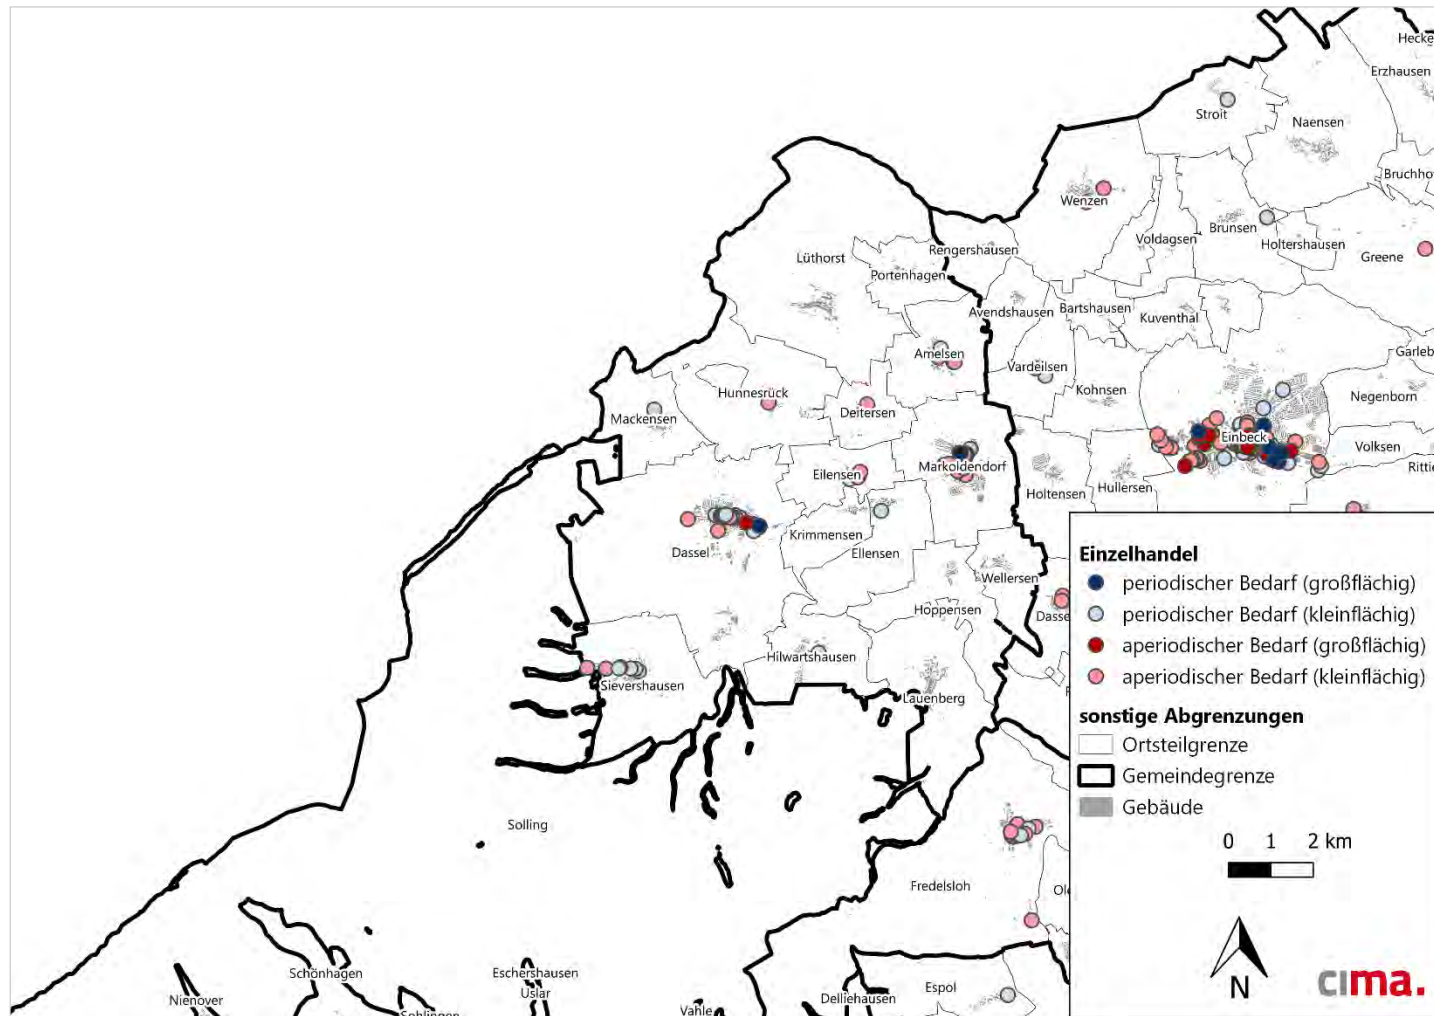 Hecke
Erzhausen
Stroit
Naensen
Bruchho
Wenzen
Brunsen
Voldagsen
Holtershausen
Rengershausen
Greene
Lüthorst
Portenhagen
Avendshausen
Bartshausen
Kuventhal
Amelsen
Garleb
Vardeilsen
Kohnsen
Hunnesrück
Negenborn
Mackensen
Deitersen
Einbeck
Volksen
Markoldendorf
Rittie
Eilensen
Holtensen
Hullersen
Krimmensen
Dassel
Ellensen
Wellersen
Hoppensen
Dasse
Hilwartshausen
Sievershausen
Lauenberg
Solling
Fredelsloh
Schönhagen
Eschershausen
Uslar
Nienover
Vahle
Delliehausen
Espol
Einzelhandel
periodischer Bedarf (großflächig)
periodischer Bedarf (kleinflächig)
aperiodischer Bedarf (großflächig)
aperiodischer Bedarf (kleinflächig)
sonstige Abgrenzungen
Ortsteilgrenze
Gemeindegrenze
Gebäude
0 1 2 km
N
cima.